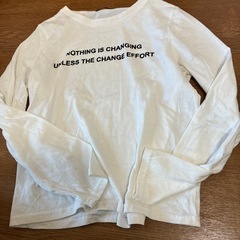 NOTHING IS CHANGING
UNLESS THE CHANGE EFFORT